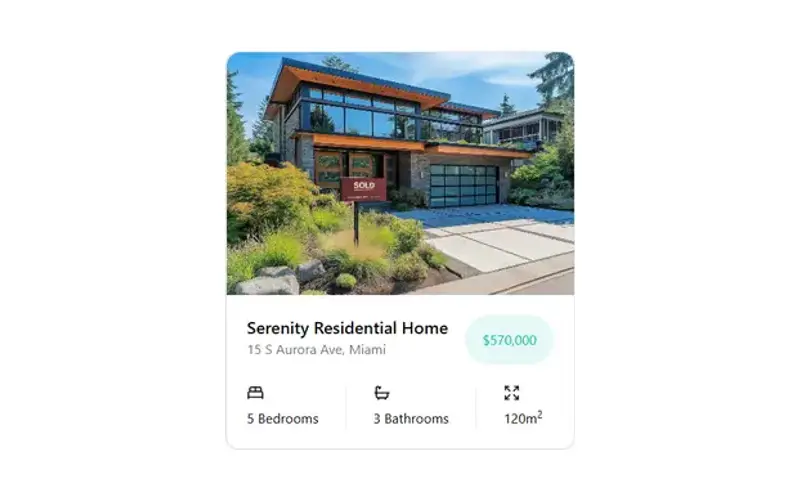 SOLD
Serenity Residential Home
15 S Aurora Ave, Miami
$570,000
5 Bedrooms
3 Bathrooms
120m²